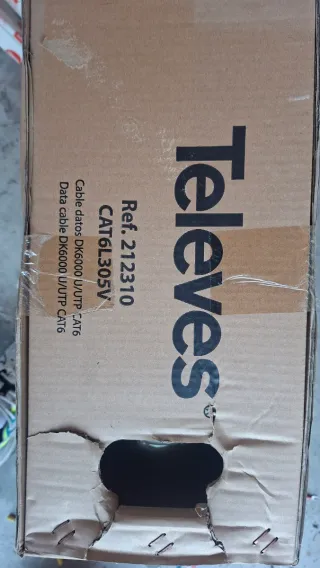 Televes
Ref. 212310
CAT6L305V
Cable datos DK6000 U/UTP CAT6
Data cable DK6000 U/UTP CAT6